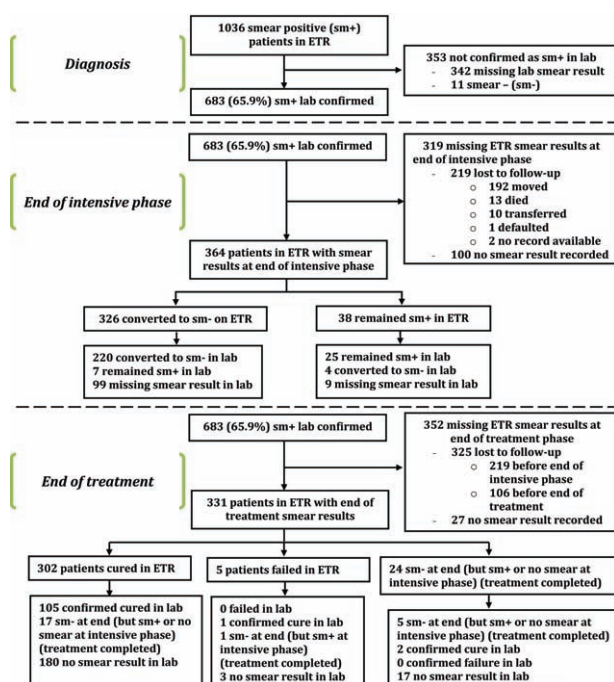 1036 smear positive (sm+)
patients in ETR
Diagnosis
353 not confirmed as sm+ in lab
- 342 missing lab smear result
- 11 smear – (sm-)
683 (65.9%) sm+ lab confirmed
683 (65.9%) sm+ lab confirmed
319 missing ETR smear results at
end of intensive phase
- 219 lost to follow-up
o 192 moved
o 13 died
o 10 transferred
o 1 defaulted
o 2 no record available
- 100 no smear result recorded
End of intensive phase
364 patients in ETR with smear
results at end of intensive phase
326 converted to sm- on ETR
38 remained sm+ in ETR
220 converted to sm- in lab
7 remained sm+ in lab
99 missing smear result in lab
25 remained sm+ in lab
4 converted to sm- in lab
9 missing smear result in lab
683 (65.9%) sm+ lab confirmed
352 missing ETR smear results at
end of treatment phase
- 325 lost to follow-up
o 219 before end of
intensive phase
o 106 before end of
treatment
- 27 no smear result recorded
End of treatment
331 patients in ETR with end of
treatment smear results
302 patients cured in ETR
5 patients failed in ETR
24 sm- at end (but sm+ or no smear at
intensive phase) (treatment completed)
105 confirmed cured in lab
17 sm- at end (but sm+ or no
smear at intensive phase)
(treatment completed)
180 no smear result in lab
0 failed in lab
1 confirmed cure in lab
1 sm- at end (but sm+ at
intensive phase)
(treatment completed)
3 no smear result in lab
5 sm- at end (but sm+ or no smear at
intensive phase) (treatment completed)
2 confirmed cure in lab
0 confirmed failure in lab
17 no smear result in lab